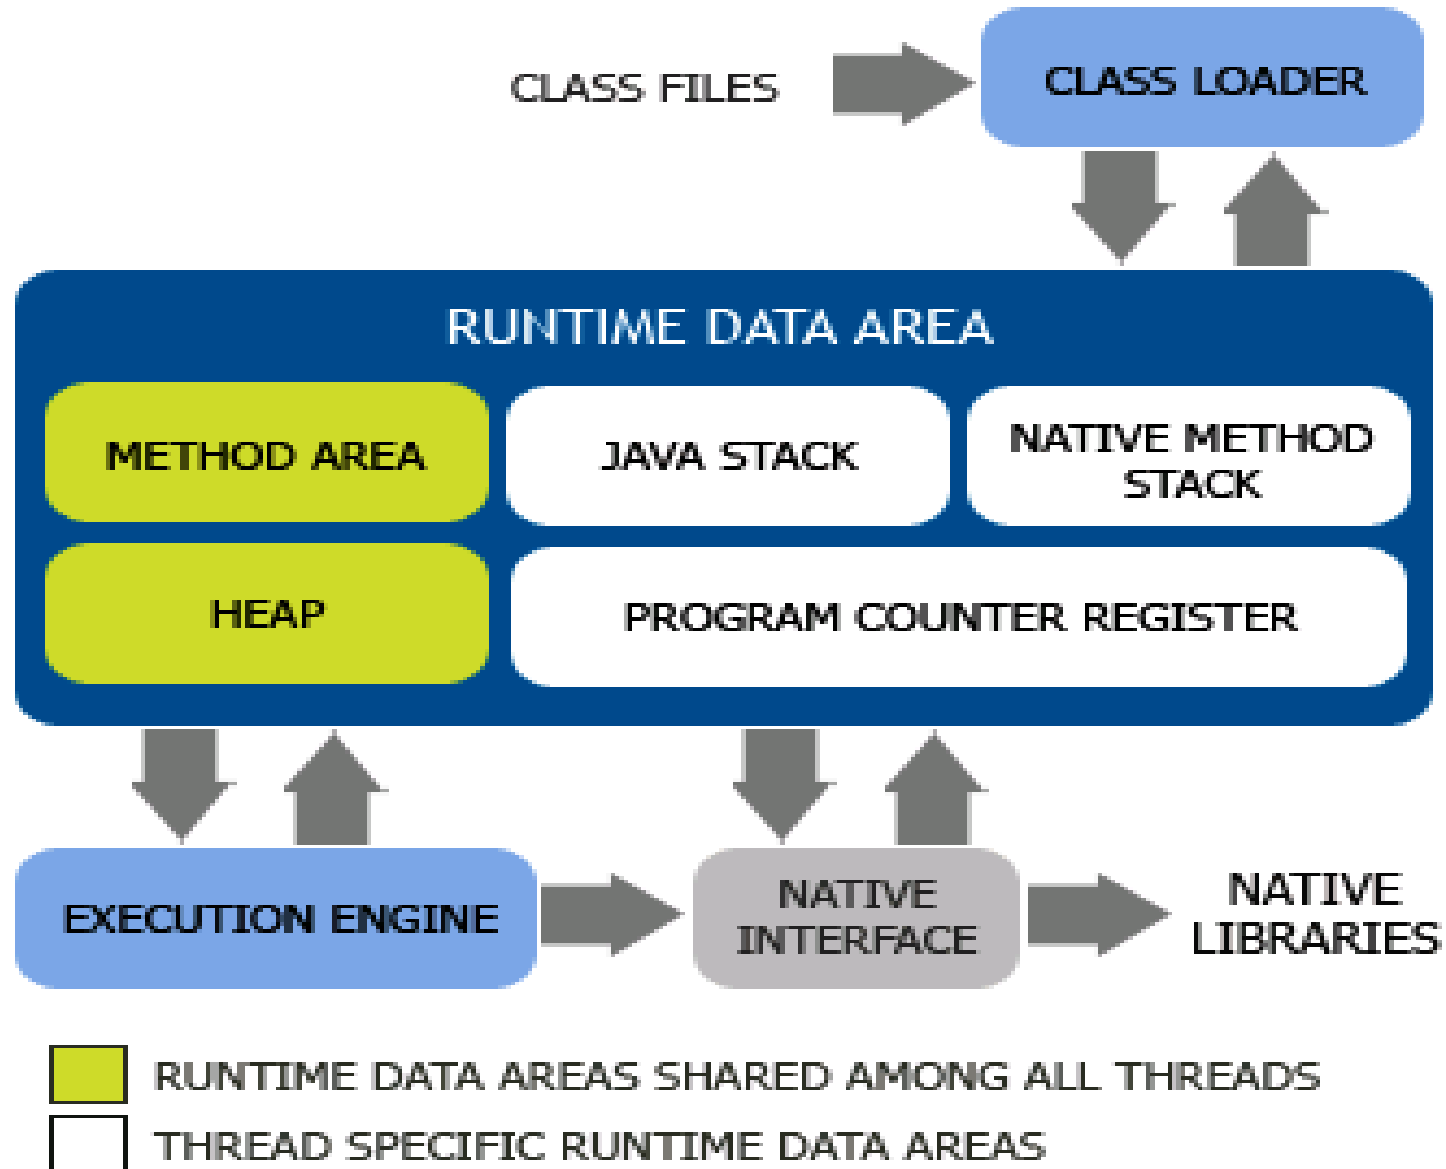 CLASS FILES
CLASS LOADER
RUNTIME DATA AREA
METHOD AREA
JAVA STACK
NATIVE METHOD
STACK
HEAP
PROGRAM COUNTER REGISTER
EXECUTION ENGINE
NATIVE
INTERFACE
NATIVE
LIBRARIES
RUNTIME DATA AREAS SHARED AMONG ALL THREADS
THREAD SPECIFIC RUNTIME DATA AREAS